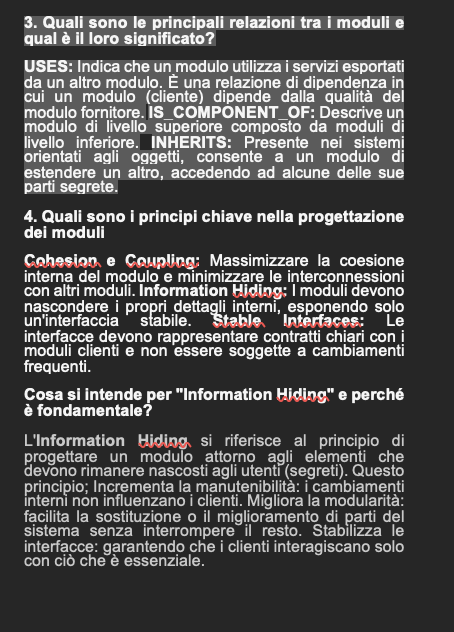 3. Quali sono le principali relazioni tra i moduli e
qual è il loro significato?
USES: Indica che un modulo utilizza i servizi esportati
da un altro modulo. È una relazione di dipendenza in
cui un modulo (cliente) dipende dalla qualità del
modulo fornitore. IS_COMPONENT_OF: Descrive un
modulo di livello superiore composto da moduli di
livello inferiore. INHERITS: Presente nei sistemi
orientati agli oggetti, consente a un modulo di
estendere un altro, accedendo ad alcune delle sue
parti segrete.
4. Quali sono i principi chiave nella progettazione
dei moduli
Cohesion e Coupling: Massimizzare la coesione
interna del modulo e minimizzare le interconnessioni
con altri moduli. Information Hiding: I moduli devono
nascondere i propri dettagli interni, esponendo solo
un'interfaccia stabile. Stable Interfaces: Le
interfacce devono rappresentare contratti chiari con i
moduli clienti e non essere soggette a cambiamenti
frequenti.
Cosa si intende per "Information Hiding" e perché
è fondamentale?
L'Information Hiding si riferisce al principio di
progettare un modulo attorno agli elementi che
devono rimanere nascosti agli utenti (segreti). Questo
principio; Incrementa la manutenibilità: i cambiamenti
interni non influenzano i clienti. Migliora la modularità:
facilita la sostituzione o il miglioramento di parti del
sistema senza interrompere il resto. Stabilizza le
interfacce: garantendo che i clienti interagiscano solo
con ciò che è essenziale.